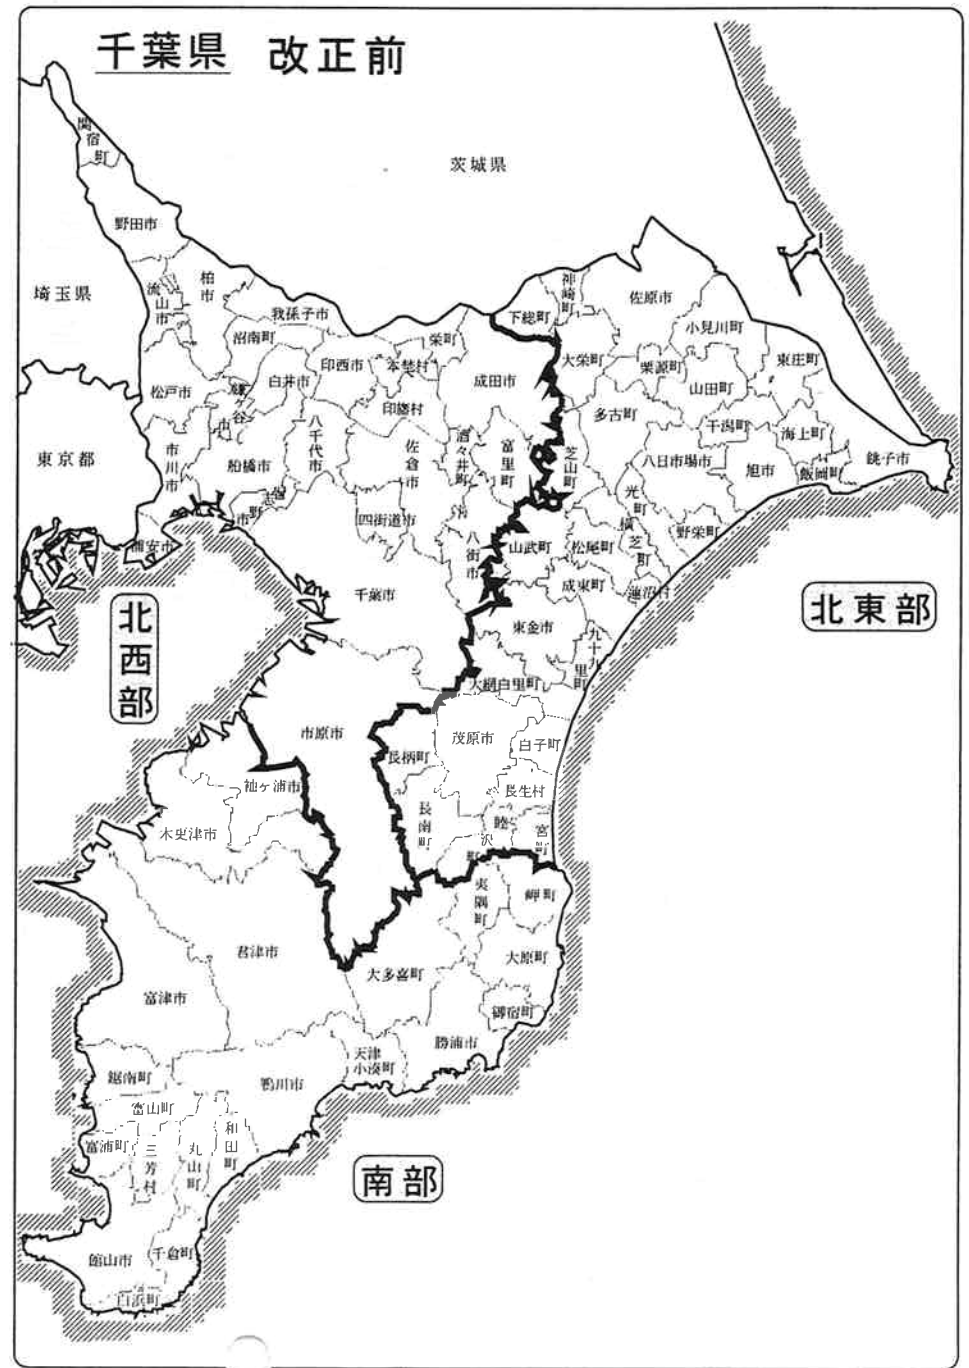 千葉県 改正前
関宿町
茨城県
野田市
埼玉県
流山市
柏市
我孫子市
沼南町
栄町
下総町
神崎町
佐原市
小見川町
東庄町
大栄町
栗源町
山田町
印西市
本埜村
成田市
白井市
松戸市
鎌ヶ谷市
印旛村
多古町
干潟町
海上町
東京都
市川市
船橋市
八千代市
佐倉市
酒々井町
富里町
芝山町
八日市場市
旭市
飯岡町
銚子市
習志野市
四街道市
八街市
光町
横芝町
野栄町
浦安市
山武町
松尾町
千葉市
成東町
蓮沼村
北西部
北東部
東金市
九十九里町
大網白里町
市原市
茂原市
白子町
長柄町
袖ヶ浦市
長生村
木更津市
長南町
睦沢町
宮町
夷隅町
岬町
君津市
大多喜町
大原町
富津市
御宿町
勝浦市
天津
小湊町
鋸南町
鴨川市
富山町
富浦町
三芳村
丸山町
和田町
南部
館山市
千倉町
白浜町